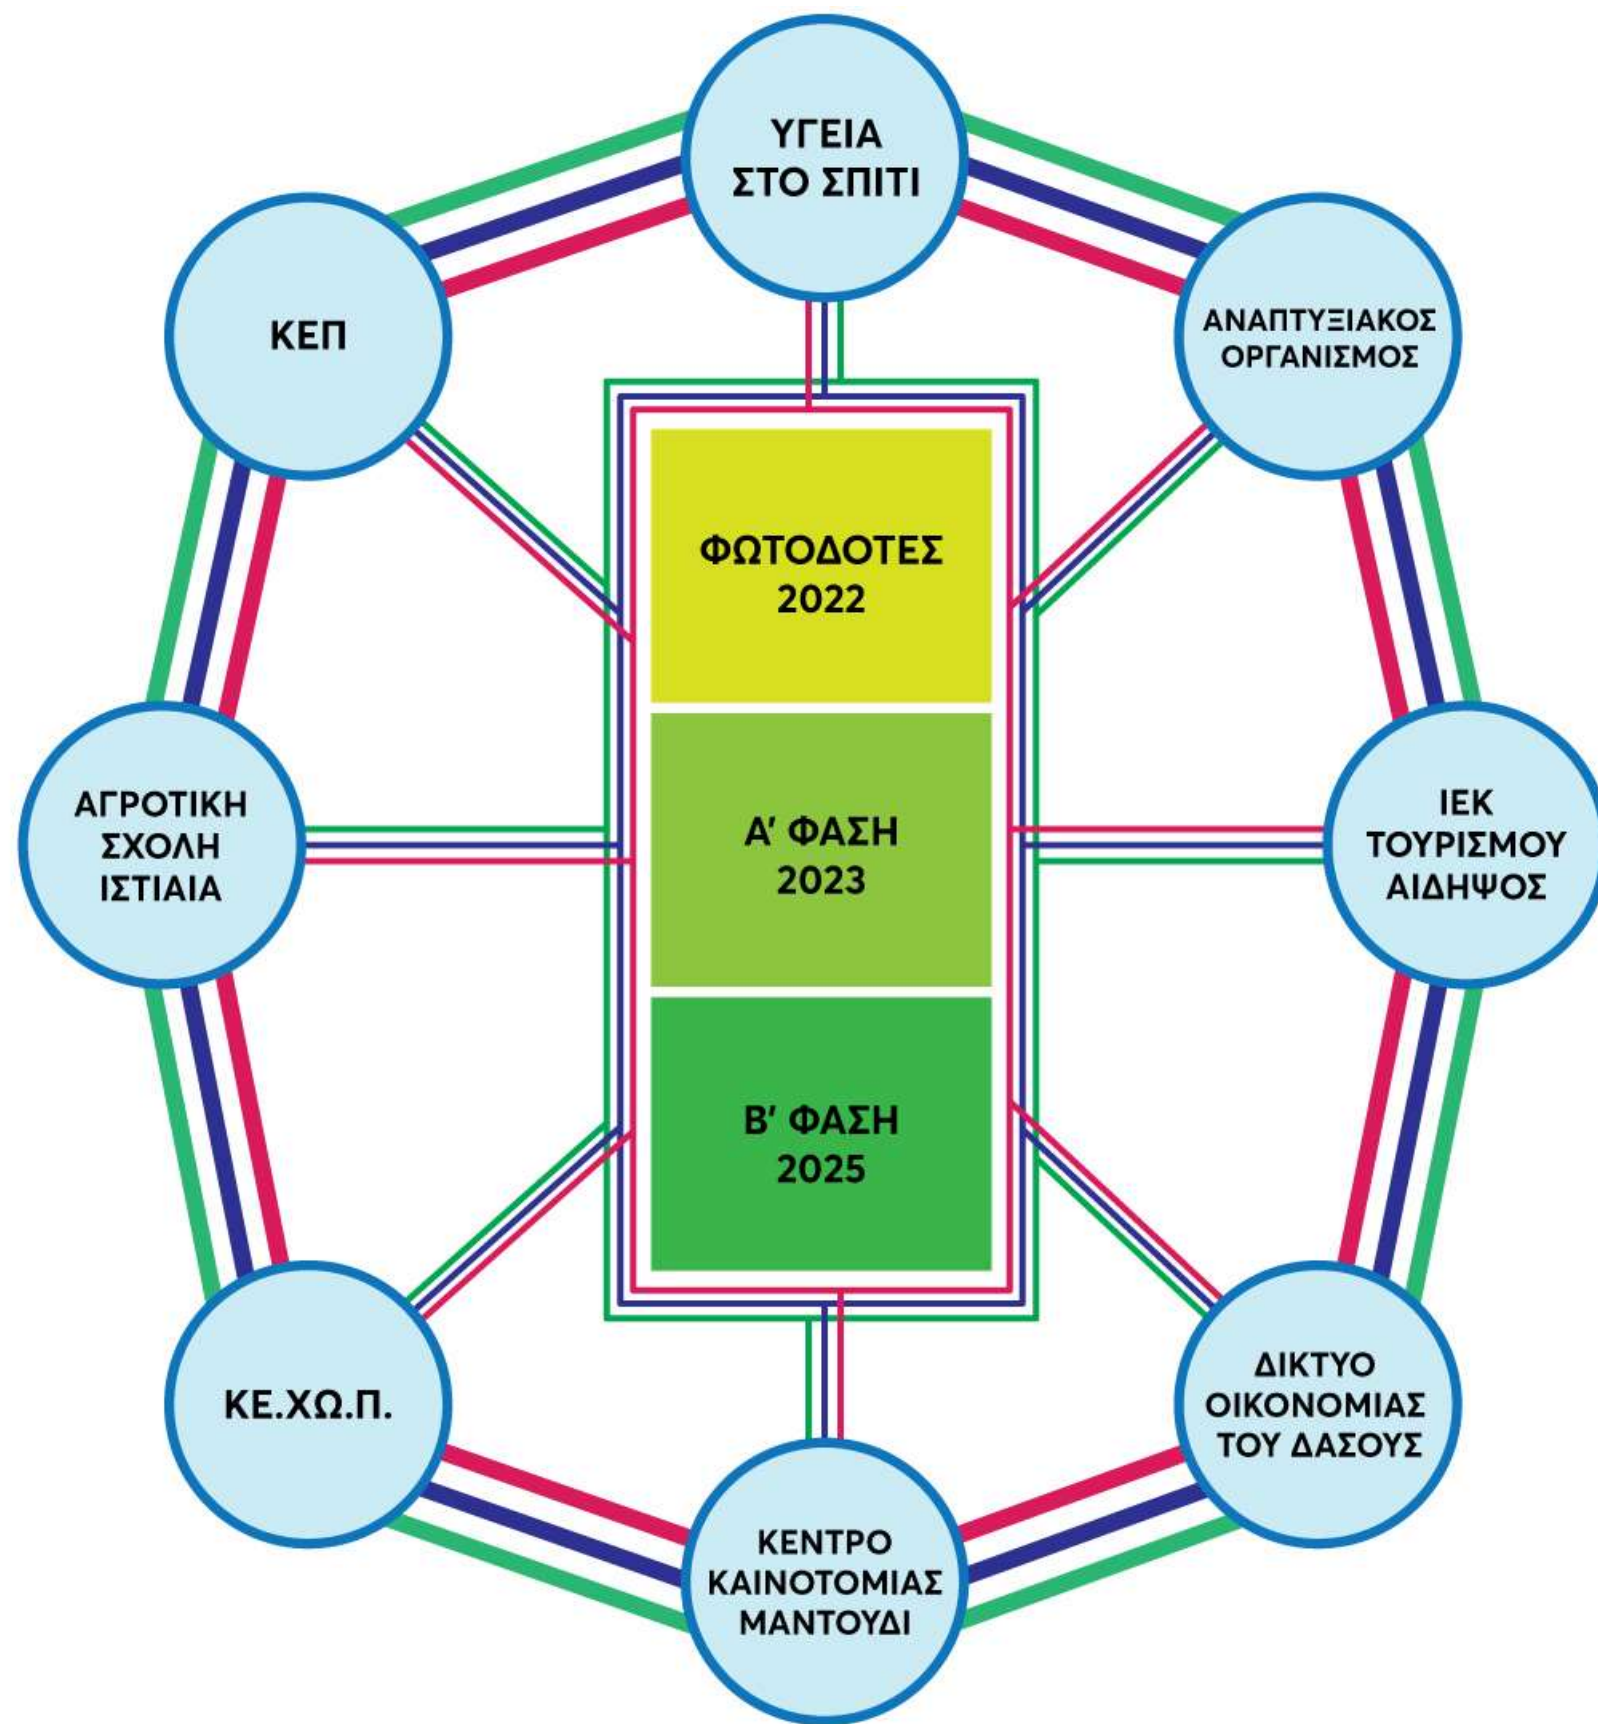 ΥΓΕΙΑ
ΣΤΟ ΣΠΙΤΙ
ΚΕΠ
ΑΝΑΠΤΥΞΙΑΚΟΣ
ΟΡΓΑΝΙΣΜΟΣ
ΦΩΤΟΔΟΤΕΣ
2022
ΑΓΡΟΤΙΚΗ
ΣΧΟΛΗ
ΙΣΤΙΑΙΑ
Α’ ΦΑΣΗ
2023
ΙΕΚ
ΤΟΥΡΙΣΜΟΥ
ΑΙΔΗΨΟΣ
Β’ ΦΑΣΗ
2025
ΚΕ.ΧΩ.Π.
ΔΙΚΤΥΟ
ΟΙΚΟΝΟΜΙΑΣ
ΤΟΥ ΔΑΣΟΥΣ
ΚΕΝΤΡΟ
ΚΑΙΝΟΤΟΜΙΑΣ
ΜΑΝΤΟΥΔΙ